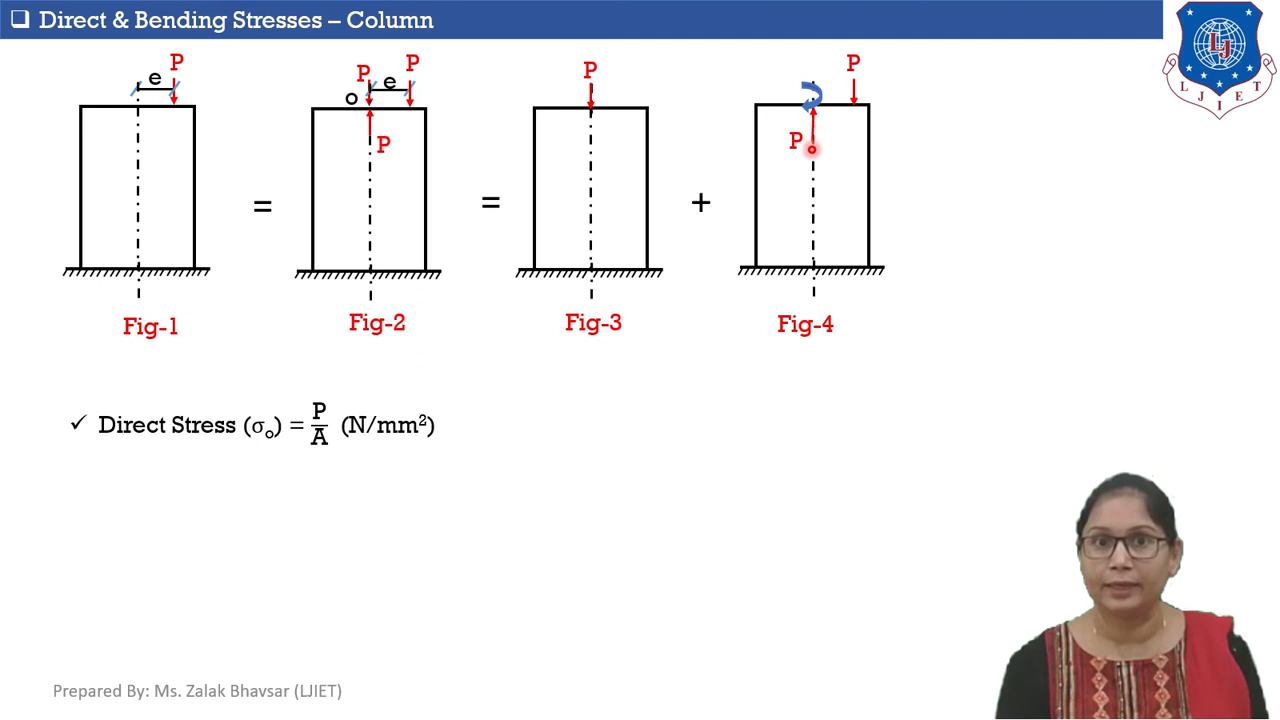 ❑ Direct & Bending Stresses – Column
P
e
P
P
e
o
P
P
P
P
=
=
+
Fig-1
Fig-2
Fig-3
Fig-4
LJ
L J I E T
✓ Direct Stress (σₒ) = P/A (N/mm²)
Prepared By: Ms. Zalak Bhavsar (LJIET)